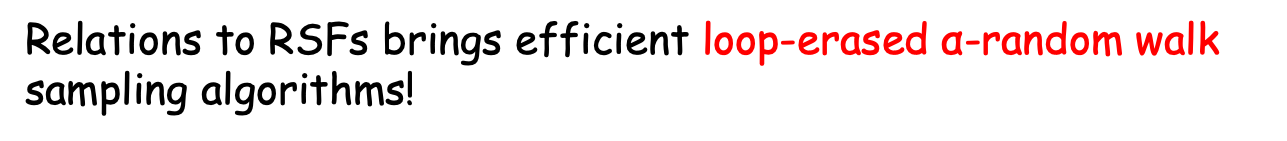 Relations to RSFs brings efficient loop-erased α-random walk
sampling algorithms!